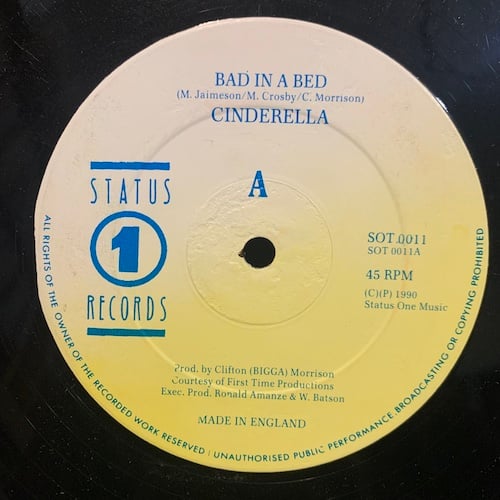 BAD IN A BED
(M. Jaimeson/M. Crosby/C. Morrison)
CINDERELLA
A
STATUS
1
RECORDS
SOT 0011
SOT 0011A
45 RPM
(C)(P) 1990
Status One Music
Prod. by Clifton (BIGGA) Morrison
Courtesy of First Time Productions
Exec. Prod. Ronald Amanze & W. Batson
MADE IN ENGLAND
ALL RIGHTS OF THE OWNER OF THE RECORDED WORK RESERVED | UNAUTHORISED PUBLIC PERFORMANCE BROADCASTING OR COPYING PROHIBITED